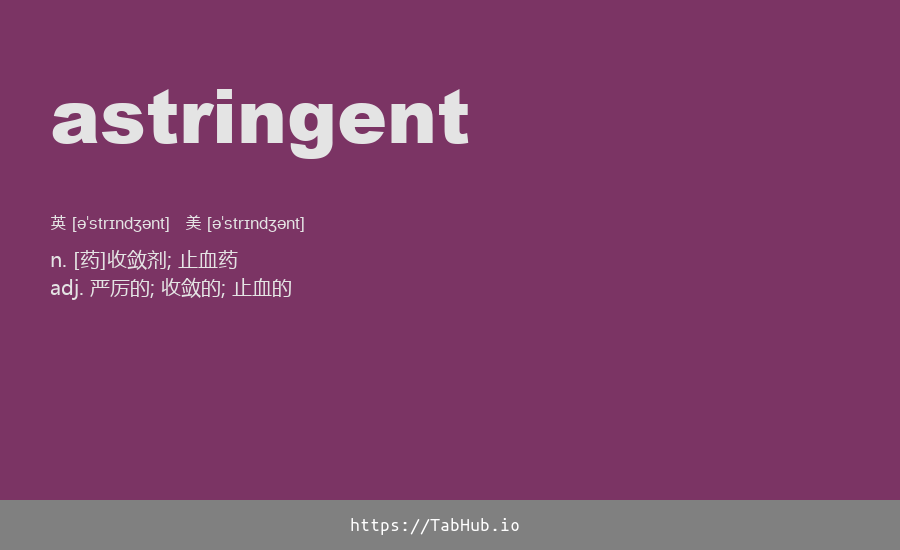 astringent
英 [ə'strɪndʒənt] 美 [ə'strɪndʒənt]
n. [药]收敛剂; 止血药
adj. 严厉的; 收敛的; 止血的
https://TabHub.io